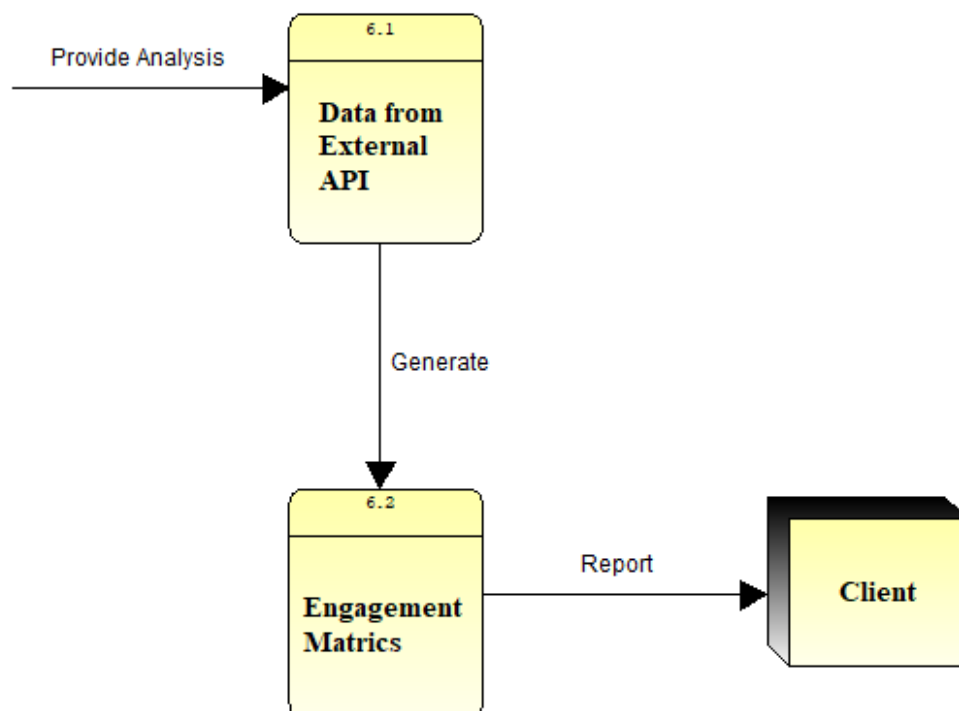 6.1
Provide Analysis
Data from
External
API
Generate
6.2
Engagement
Matrics
Report
Client